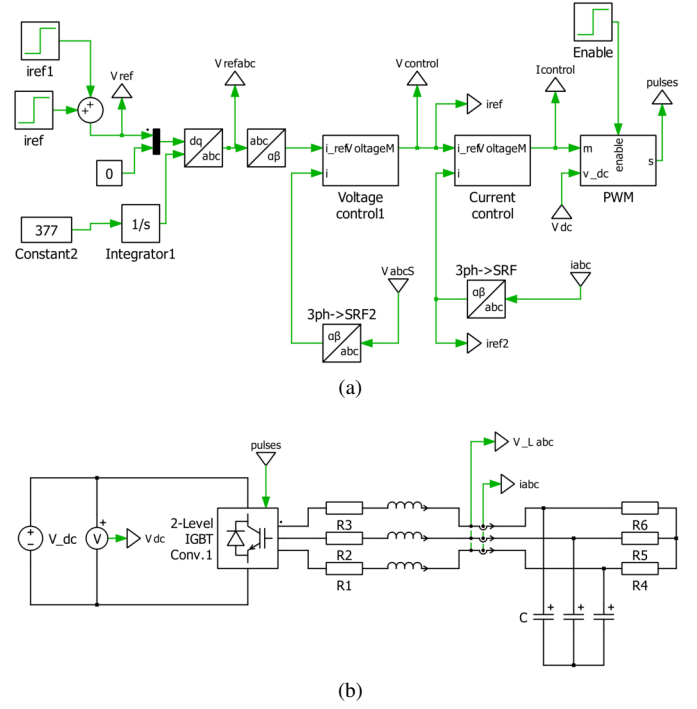 iref1
iref
V ref
0
377
Constant2
1/s
Integrator1
dq
abc
V refabc
abc
αβ
i_ref VoltageM
i
Voltage
control1
V control
iref
i_ref VoltageM
i
Current
control
Icontrol
Enable
enable
m
v_dc
s
PWM
pulses
V dc
V abcS
3ph->SRF2
αβ
abc
3ph->SRF
αβ
abc
iabc
iref2
(a)
pulses
V_dc
V
V dc
2-Level
IGBT
Conv.1
R3
R2
R1
V_L abc
iabc
R6
R5
R4
C
(b)